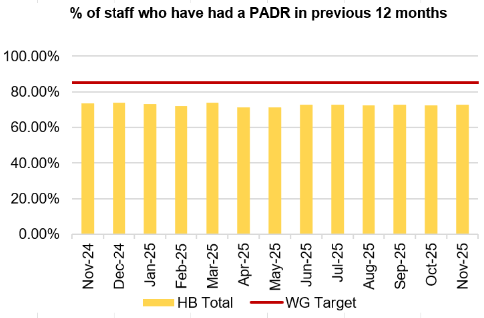 % of staff who have had a PADR in previous 12 months
100.00%
80.00%
60.00%
40.00%
20.00%
0.00%
Nov-24
Dec-24
Jan-25
Feb-25
Mar-25
Apr-25
May-25
Jun-25
Jul-25
Aug-25
Sep-25
Oct-25
Nov-25
HB Total WG Target